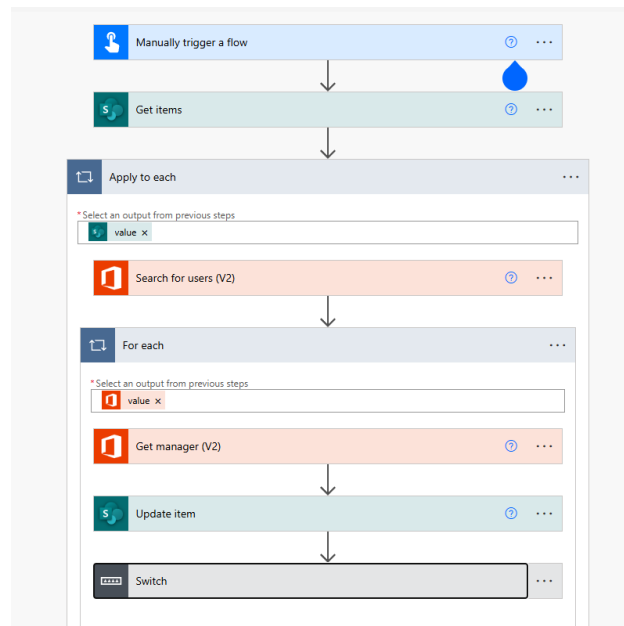 Manually trigger a flow
Get items
Apply to each
*Select an output from previous steps
value ×
Search for users (V2)
For each
*Select an output from previous steps
value ×
Get manager (V2)
Update item
Switch